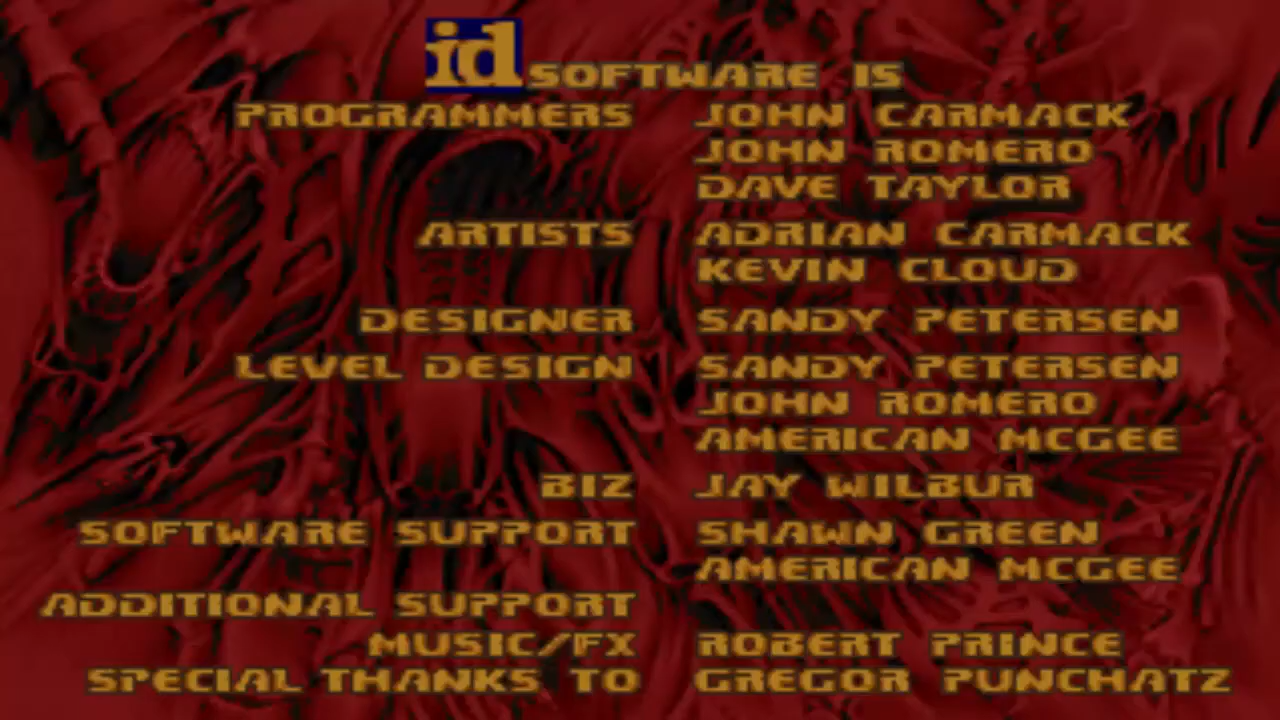 id SOFTWARE IS
PROGRAMMERS JOHN CARMACK
JOHN ROMERO
DAVE TAYLOR
ARTISTS ADRIAN CARMACK
KEVIN CLOUD
DESIGNER SANDY PETERSEN
LEVEL DESIGN SANDY PETERSEN
JOHN ROMERO
AMERICAN MCGEE
BIZ JAY WILBUR
SOFTWARE SUPPORT SHAWN GREEN
AMERICAN MCGEE
ADDITIONAL SUPPORT
MUSIC/FX ROBERT PRINCE
SPECIAL THANKS TO GREGOR PUNCHATZ